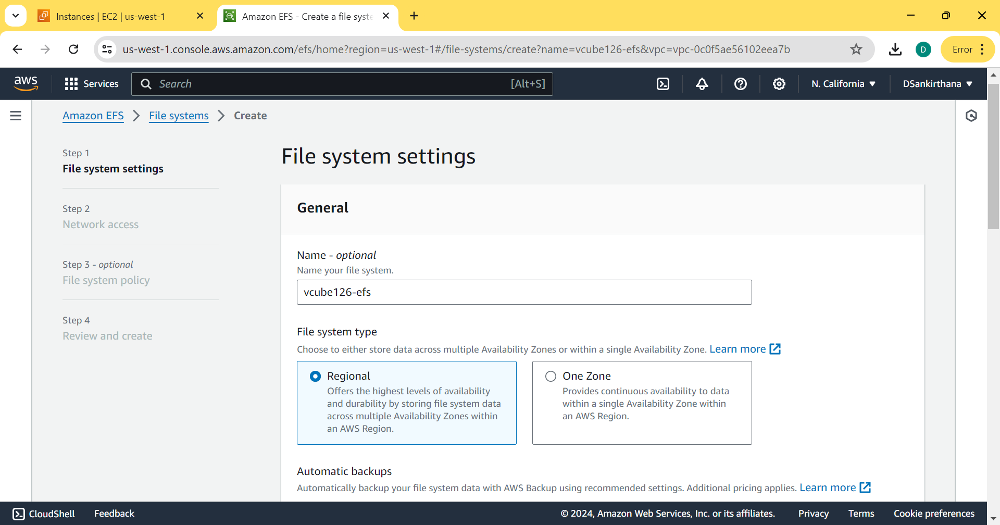 Instances | EC2 | us-west-1
Amazon EFS - Create a file syste
us-west-1.console.aws.amazon.com/efs/home?region=us-west-1#/file-systems/create?name=vcube126-efs&vpc=vpc-0c0f5ae56102eea7b
D
Error
aws
Services
Search
[Alt+S]
N. California
DSankirthana
Amazon EFS
File systems
Create
Step 1
File system settings
Step 2
Network access
Step 3 - optional
File system policy
Step 4
Review and create
File system settings
General
Name - optional
Name your file system.
vcube126-efs
File system type
Choose to either store data across multiple Availability Zones or within a single Availability Zone. Learn more
Regional
Offers the highest levels of availability
and durability by storing file system data
across multiple Availability Zones within
an AWS Region.
One Zone
Provides continuous availability to data
within a single Availability Zone within
an AWS Region.
Automatic backups
Automatically backup your file system data with AWS Backup using recommended settings. Additional pricing applies. Learn more
CloudShell
Feedback
© 2024, Amazon Web Services, Inc. or its affiliates.
Privacy
Terms
Cookie preferences